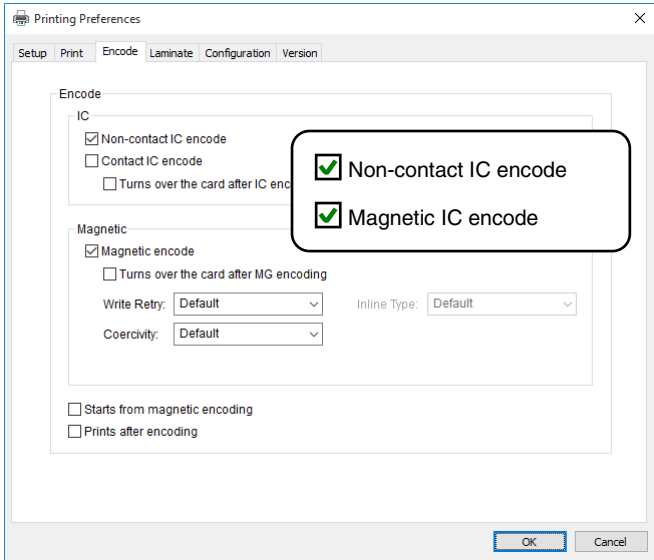 Printing Preferences
Setup Print Encode Laminate Configuration Version
Encode
IC
Non-contact IC encode
Contact IC encode
Turns over the card after IC enc
Non-contact IC encode
Magnetic IC encode
Magnetic
Magnetic encode
Turns over the card after MG encoding
Write Retry: Default Inline Type: Default
Coercivity: Default
Starts from magnetic encoding
Prints after encoding
OK Cancel